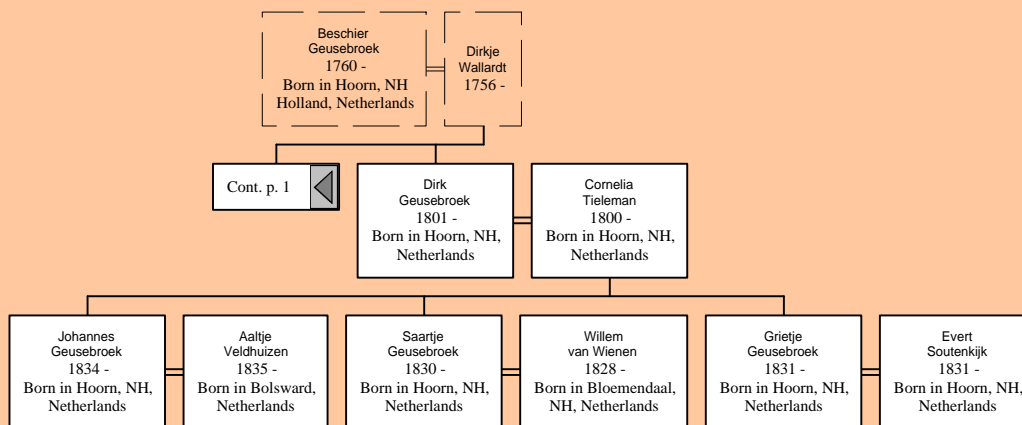 Beschier
Geusebroek
1760 -
Born in Hoorn, NH
Holland, Netherlands
Dirkje
Wallardt
1756 -
Cont. p. 1
Dirk
Geusebroek
1801 -
Born in Hoorn, NH,
Netherlands
Cornelia
Tieleman
1800 -
Born in Hoorn, NH,
Netherlands
Johannes
Geusebroek
1834 -
Born in Hoorn, NH,
Netherlands
Aaltje
Veldhuizen
1835 -
Born in Bolsward,
Netherlands
Saartje
Geusebroek
1830 -
Born in Hoorn, NH,
Netherlands
Willem
van Wienen
1828 -
Born in Bloemendaal,
NH, Netherlands
Grietje
Geusebroek
1831 -
Born in Hoorn, NH,
Netherlands
Evert
Soutenkijk
1831 -
Born in Hoorn, NH,
Netherlands